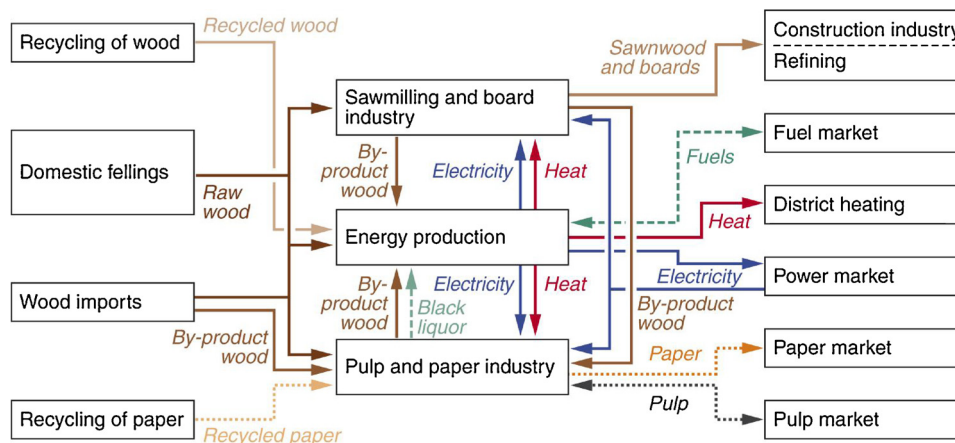 Recycling of wood
Recycled wood
Domestic fellings
Raw
wood
Wood imports
By-product
wood
Recycling of paper
Recycled paper
Sawmilling and board
industry
By-
product
wood
Electricity
Heat
Energy production
By-
product
wood
Black
liquor
Electricity
Heat
Pulp and paper industry
Sawnwood
and boards
Construction industry
Refining
Fuels
Fuel market
Heat
District heating
Electricity
Power market
By-product
wood
Paper
Paper market
Pulp
Pulp market